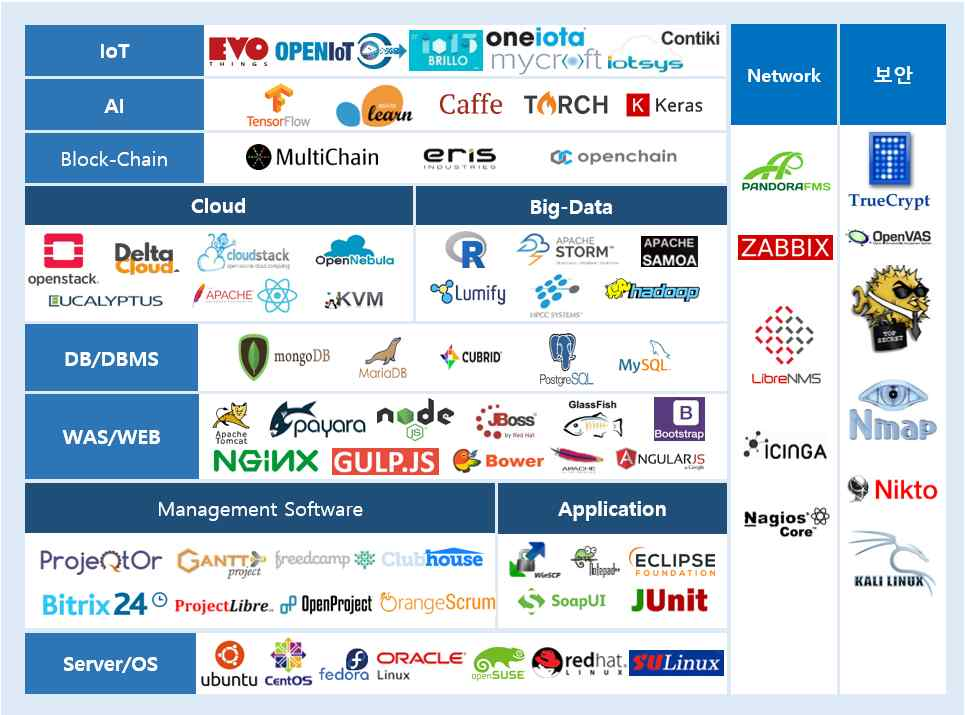 IoT
EVO
THINGS
OPENIoT
BRILLO
oneiota
mycroft
Contiki
iotsys
Network
보안
AI
TensorFlow
learn
Caffe
TORCH
K Keras
Block-Chain
MultiChain
eris
INDUSTRIES
openchain
PANDORAFMS
TrueCrypt
Cloud
Big-Data
openstack.
Delta
Cloud
cloudstack
open source cloud computing
OpenNebula
EUCALYPTUS
APACHE
KVM
R
APACHE
STORM™
APACHE
SAMOA
Lumify
HPCC SYSTEMS®
hadoop
ZABBIX
OpenVAS
TOP
SECRET
DB/DBMS
mongoDB
MariaDB
CUBRID
PostgreSQL
MySQL
LibreNMS
WAS/WEB
Apache
Tomcat
payara
node
JS
JBoss
by Red Hat
GlassFish
B
Bootstrap
NGiNX
GULP.JS
Bower
APACHE
ANGULARJS
by Google
Nmap
ICINGA
Nikto
Management Software
Application
Nagios
Core™
ProjeQtOr
GANTT
project
freedcamp
Clubhouse
Bitrix 24
ProjectLibre
OpenProject
OrangeScrum
WinSCP
Notepad++
ECLIPSE
FOUNDATION
SoapUI
JUnit
KALI LINUX
Server/OS
ubuntu
CentOS
fedora
ORACLE
Linux
openSUSE
redhat.
LINUX
SULinux